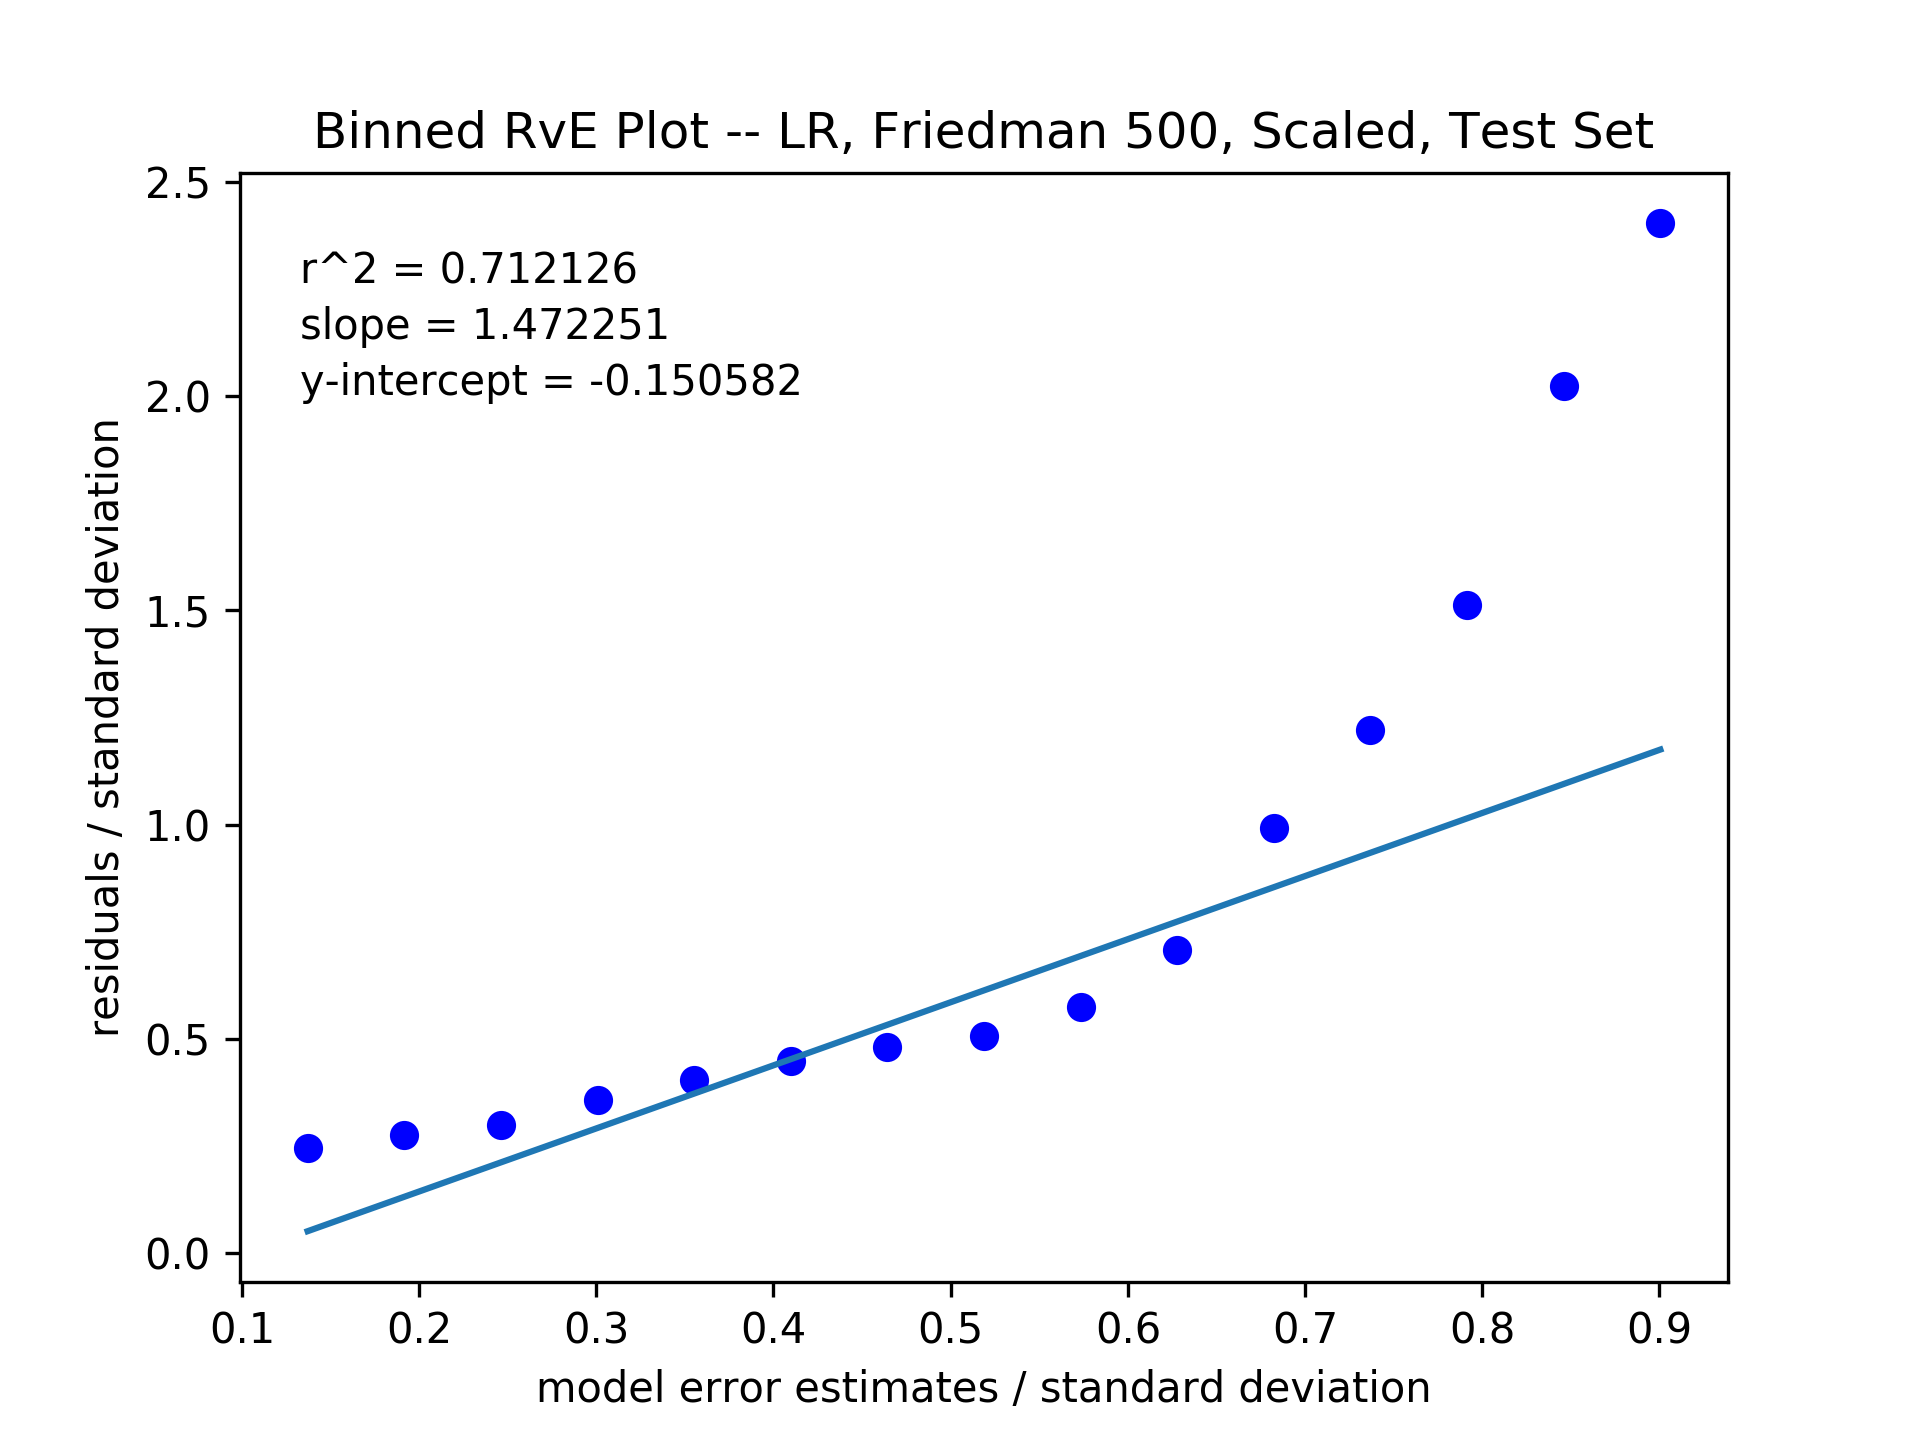 Binned RvE Plot -- LR, Friedman 500, Scaled, Test Set
r^2 = 0.712126
slope = 1.472251
y-intercept = -0.150582
residuals / standard deviation
2.5
2.0
1.5
1.0
0.5
0.0
0.1 0.2 0.3 0.4 0.5 0.6 0.7 0.8 0.9
model error estimates / standard deviation